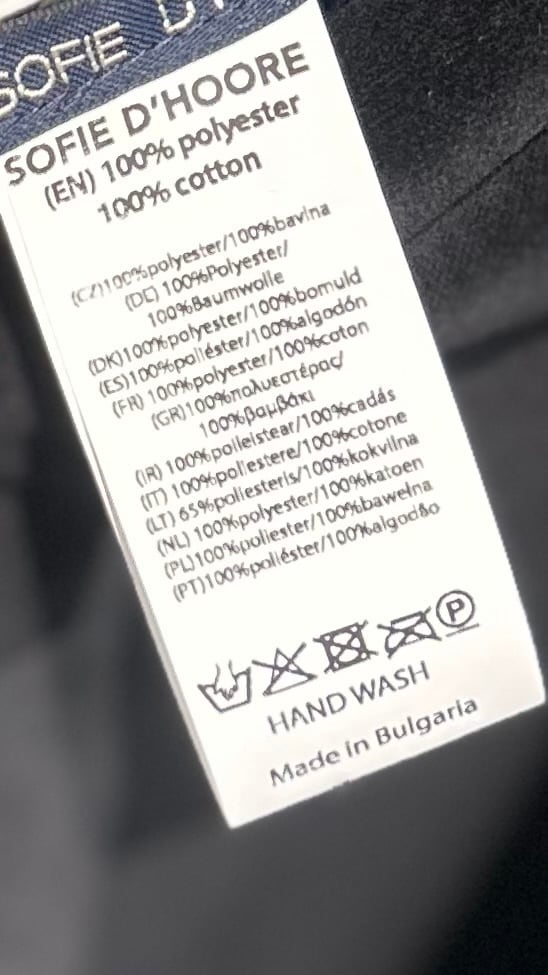 SOFIE D'
SOFIE D'HOORE
(EN) 100% polyester
100% cotton
(CZ)100%polyester/100%bavlna
(DE) 100%Polyester/
100%Baumwolle
(DK)100%polyester/100%bomuld
(ES)100%poliéster/100%algodón
(FR) 100%polyester/100%coton
(GR)100%πολυεστέρας/
100%βαμβάκι
(IR) 100%poileistear/100%cadás
(IT) 100%poliestere/100%cotone
(LT) 65%poliesteris/100%kokvilna
(NL) 100%polyester/100%katoen
(PL)100%poliester/100%bawełna
(PT)100%poliéster/100%algodão
P
HAND WASH
Made in Bulgaria